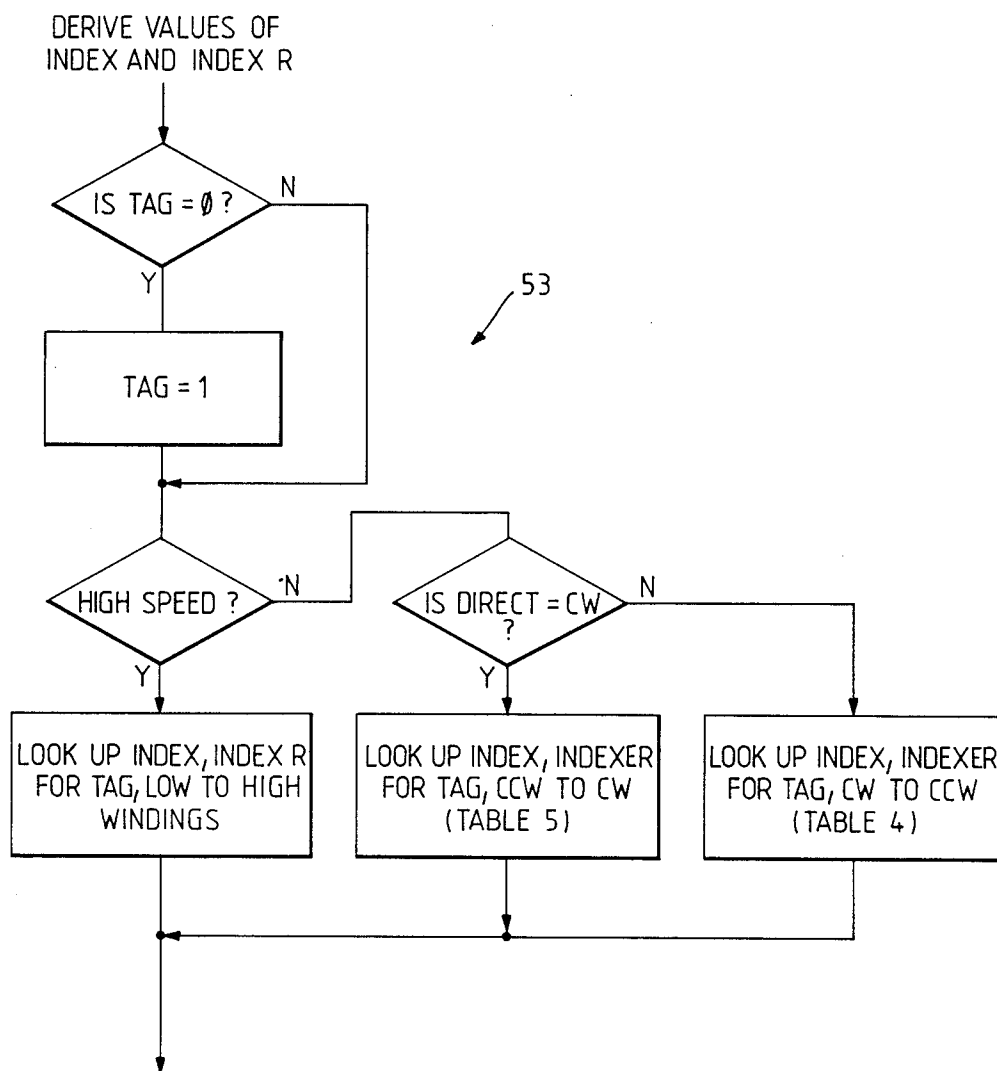 DERIVE VALUES OF
INDEX AND INDEX R
IS TAG = Ø ?
N
Y
53
TAG = 1
HIGH SPEED ?
N
Y
IS DIRECT = CW
?
N
Y
LOOK UP INDEX, INDEX R
FOR TAG, LOW TO HIGH
WINDINGS
LOOK UP INDEX, INDEXER
FOR TAG, CCW TO CW
(TABLE 5)
LOOK UP INDEX, INDEXER
FOR TAG, CW TO CCW
(TABLE 4)